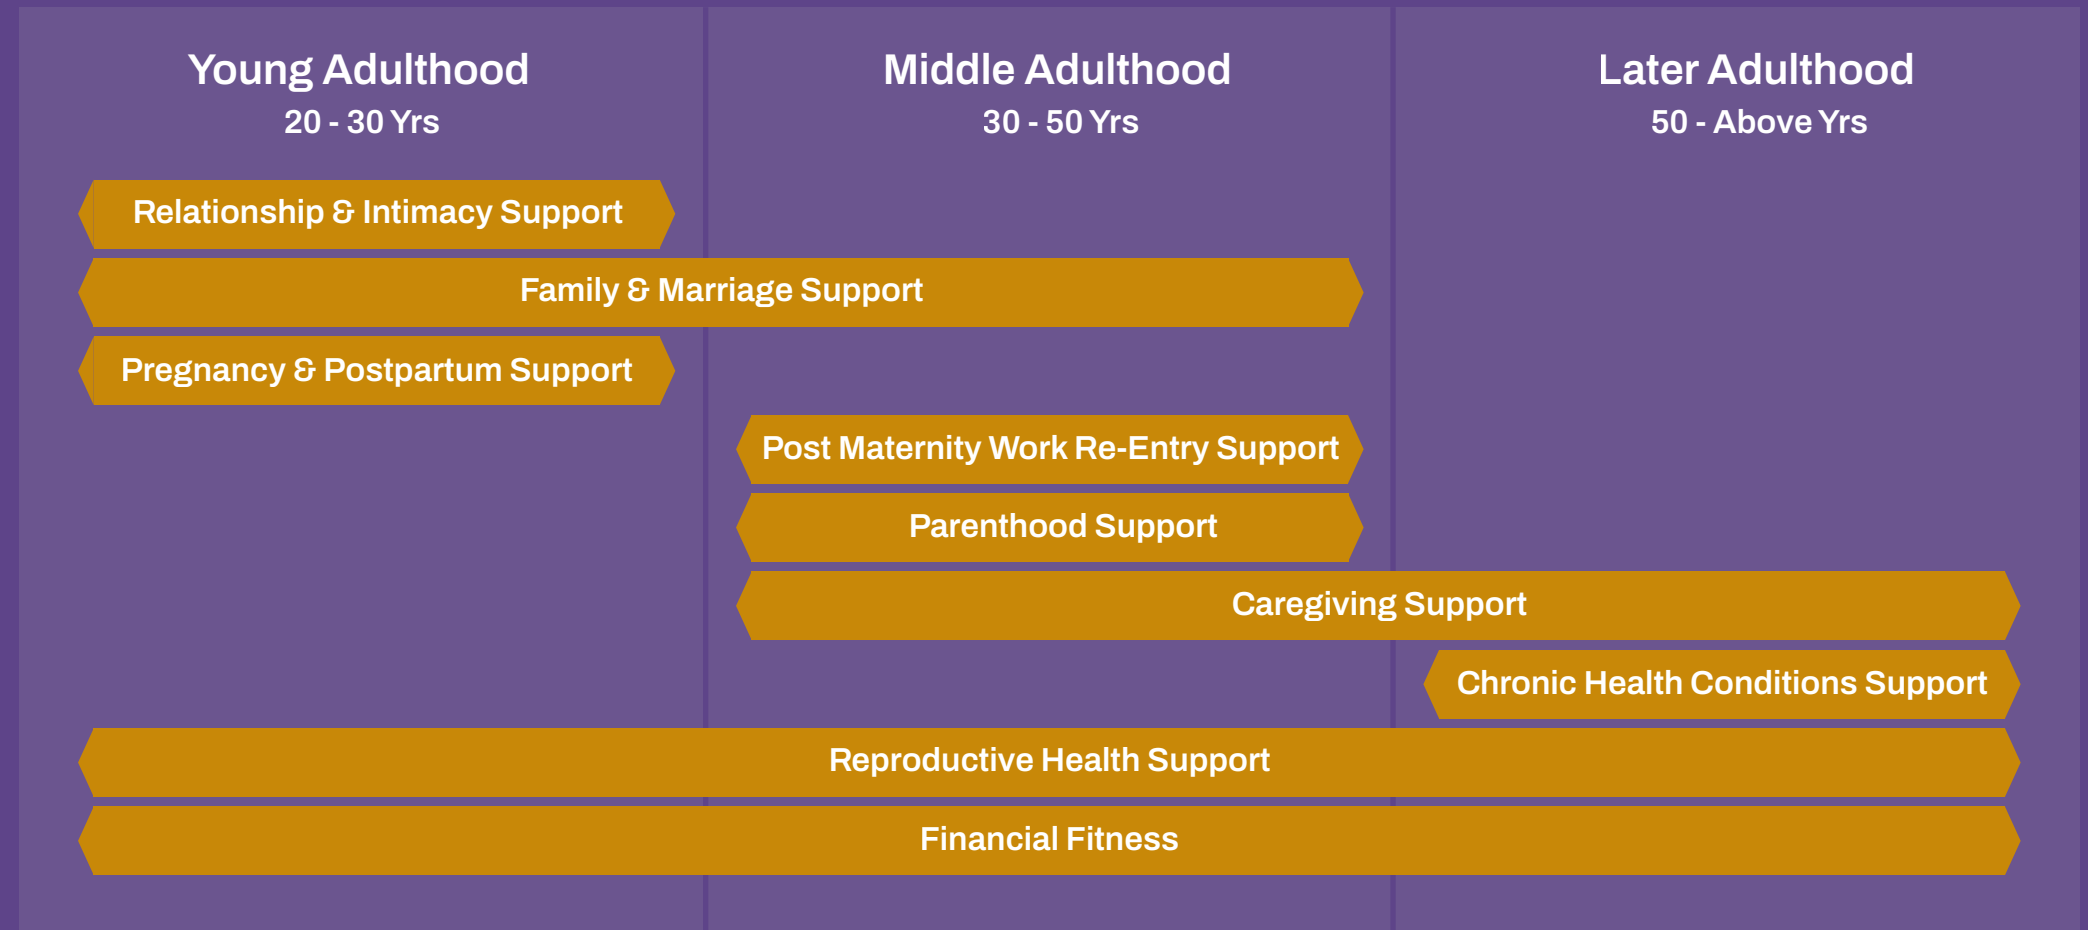 Young Adulthood
20 - 30 Yrs
Middle Adulthood
30 - 50 Yrs
Later Adulthood
50 - Above Yrs
Relationship & Intimacy Support
Family & Marriage Support
Pregnancy & Postpartum Support
Post Maternity Work Re-Entry Support
Parenthood Support
Caregiving Support
Chronic Health Conditions Support
Reproductive Health Support
Financial Fitness